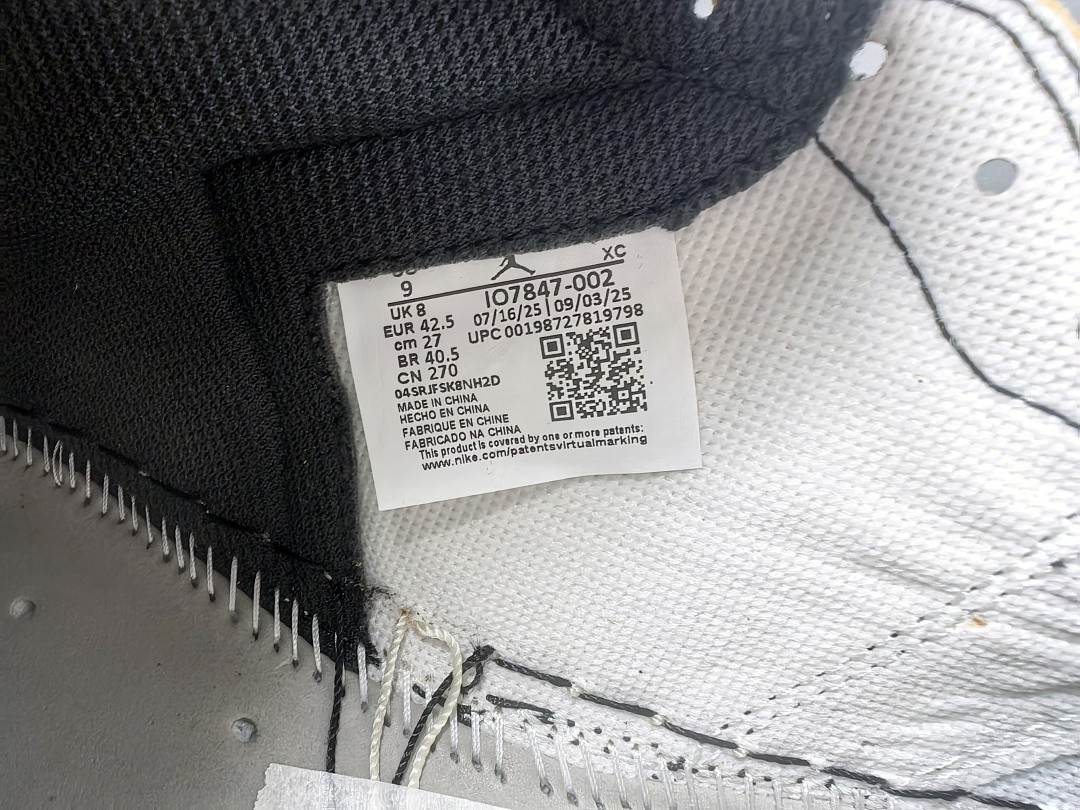 XC
9
UK 8
EUR 42.5
cm 27
BR 40.5
CN 270
IO7847-002
07/16/25 | 09/03/25
UPC 00198727819798
04SRJFSK8NH2D
MADE IN CHINA
HECHO EN CHINA
FABRIQUE EN CHINE
FABRICADO NA CHINA
This product is covered by one or more patents:
www.nike.com/patentsvirtualmarking